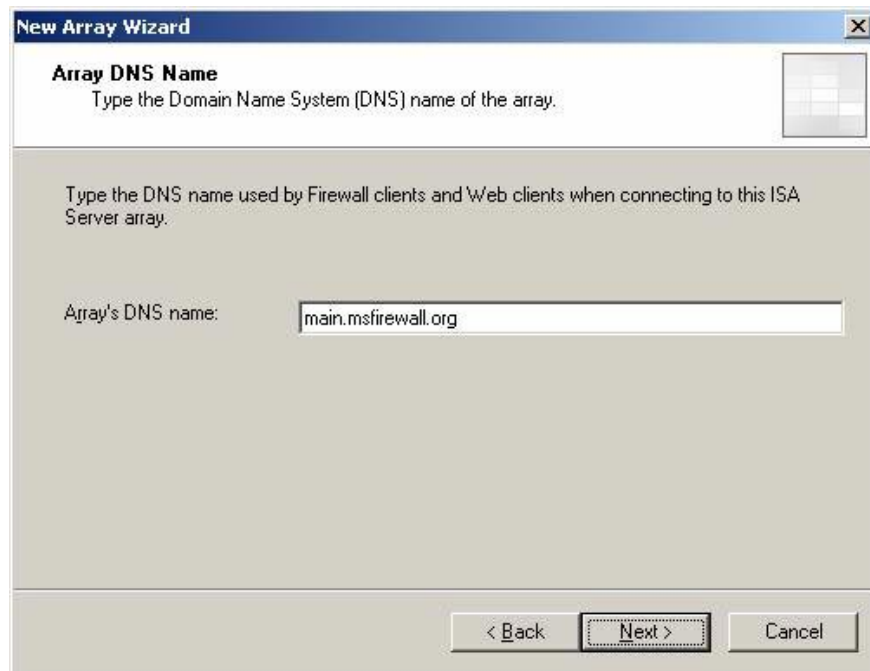 New Array Wizard
Array DNS Name
Type the Domain Name System (DNS) name of the array.
Type the DNS name used by Firewall clients and Web clients when connecting to this ISA
Server array.
Array's DNS name:
main.msfirewall.org
< Back
Next >
Cancel